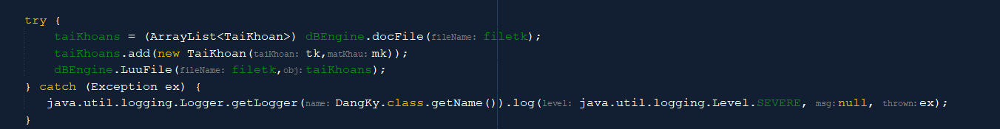 try {
taiKhoans = (ArrayList<TaiKhoan>) dBEngine.docFile(fileName: filetk);
taiKhoans.add(new TaiKhoan(taiKhoan: tk,matKhau: mk));
dBEngine.LuuFile(fileName: filetk,obj: taiKhoans);
} catch (Exception ex) {
java.util.logging.Logger.getLogger(name: DangKy.class.getName()).log(level: java.util.logging.Level.SEVERE, msg: null, thrown: ex);
}